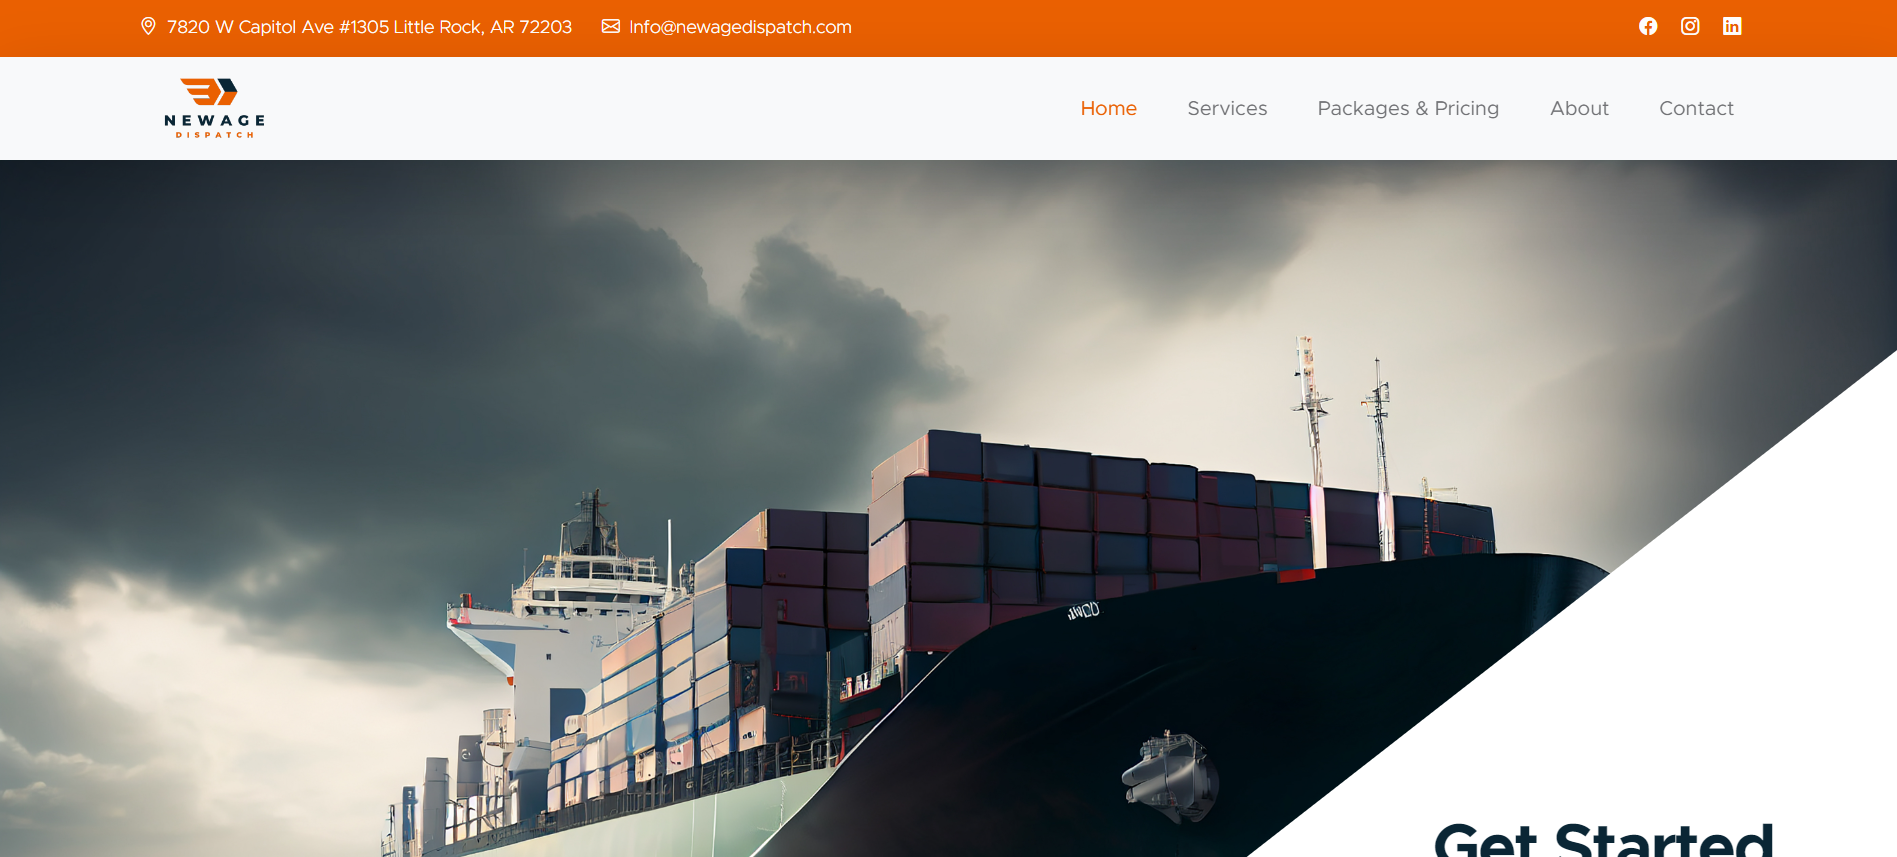 7820 W Capitol Ave #1305 Little Rock, AR 72203
Info@newagedispatch.com
NEWAGE
DISPATCH
Home
Services
Packages & Pricing
About
Contact
Get Started